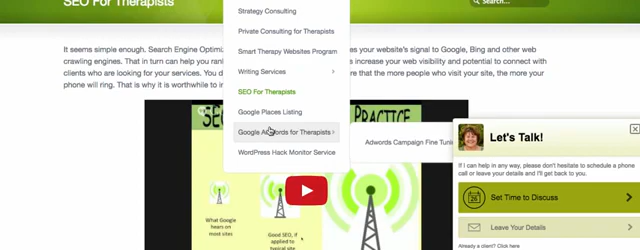 SEO For Therapists
Search...
Strategy Consulting
Private Consulting for Therapists
Smart Therapy Websites Program
Writing Services
SEO For Therapists
Google Places Listing
Google Adwords for Therapists
WordPress Hack Monitor Service
Adwords Campaign Fine
It seems simple enough. Search Engine
es your website's signal to Google, Bing and other web
crawling engines. That in turn can help you
s increase your web visibility and potential to connect with
clients who are looking for your services. You
e that the more people who visit your site, the more your
phone will ring. That is why it is worthwhile to
PRACTICE
What Google
hears on
most sites
Good SEO, if
applied to
typical site
Let's Talk!
If I can help in any way, please don't hesitate to schedule a phone
call or leave your details and I'll get back to you.
26
Set Time to Discuss
Leave Your Details
Already a client? Click here